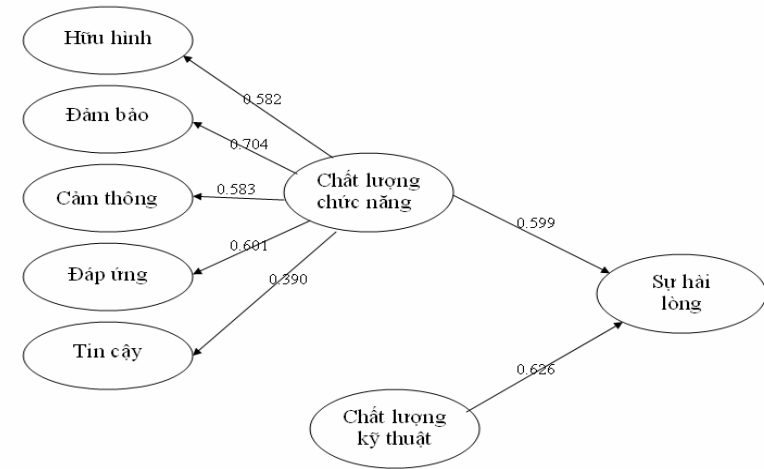 Hữu hình
0.582
Đảm bảo
0.704
Cảm thông
0.583
Chất lượng
chức năng
0.599
Đáp ứng
0.601
0.390
Sự hài
lòng
Tin cậy
0.626
Chất lượng
kỹ thuật